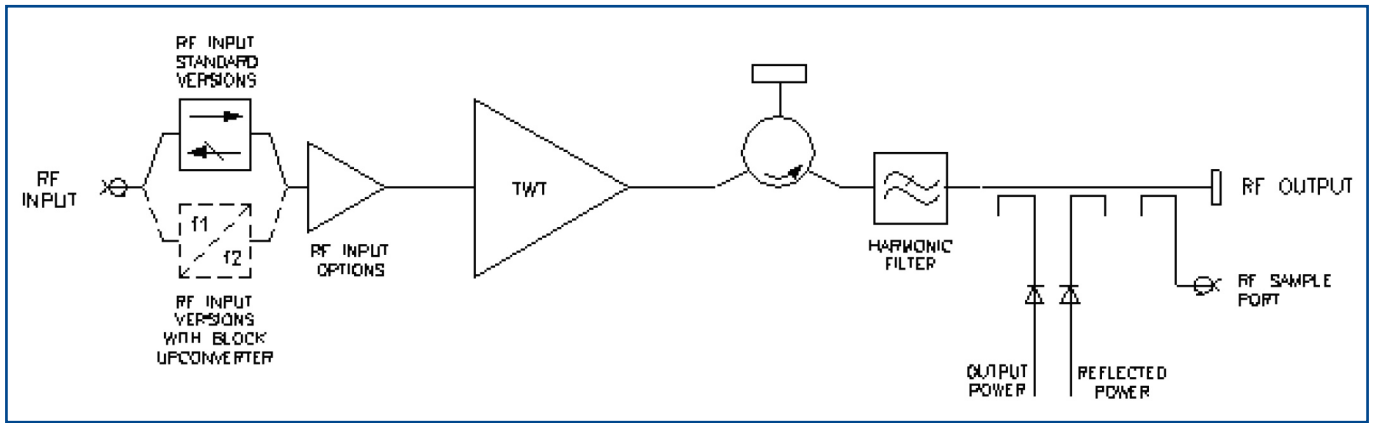 RF INPUT
STANDARD
VERSIONS
RF
INPUT
f1
f2
RF INPUT
VERSIONS
WITH BLOCK
UPCONVERTER
RF INPUT
OPTIONS
TWT
HARMONIC
FILTER
RF OUTPUT
RF SAMPLE
PORT
OUTPUT
POWER
REFLECTED
POWER